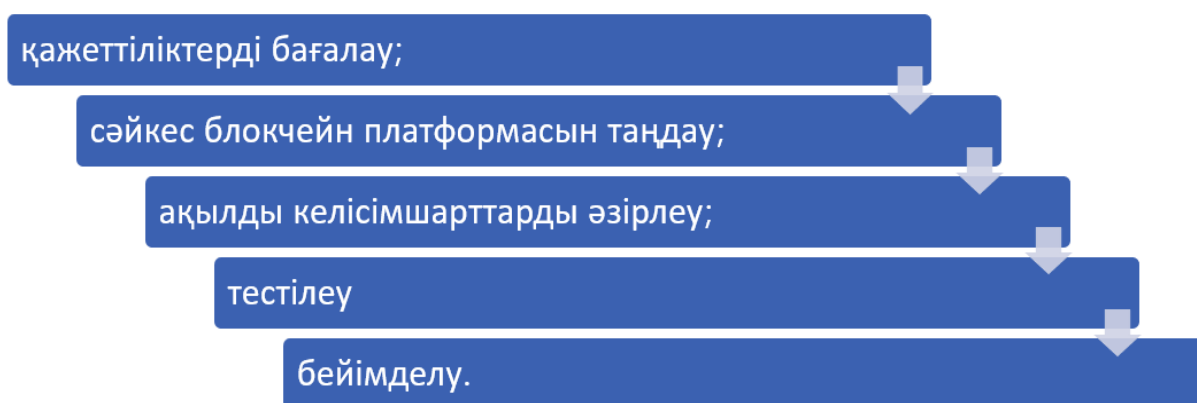 қажеттіліктерді бағалау;
сәйкес блокчейн платформасын таңдау;
ақылды келісімшарттарды әзірлеу;
тестілеу
бейімделу.